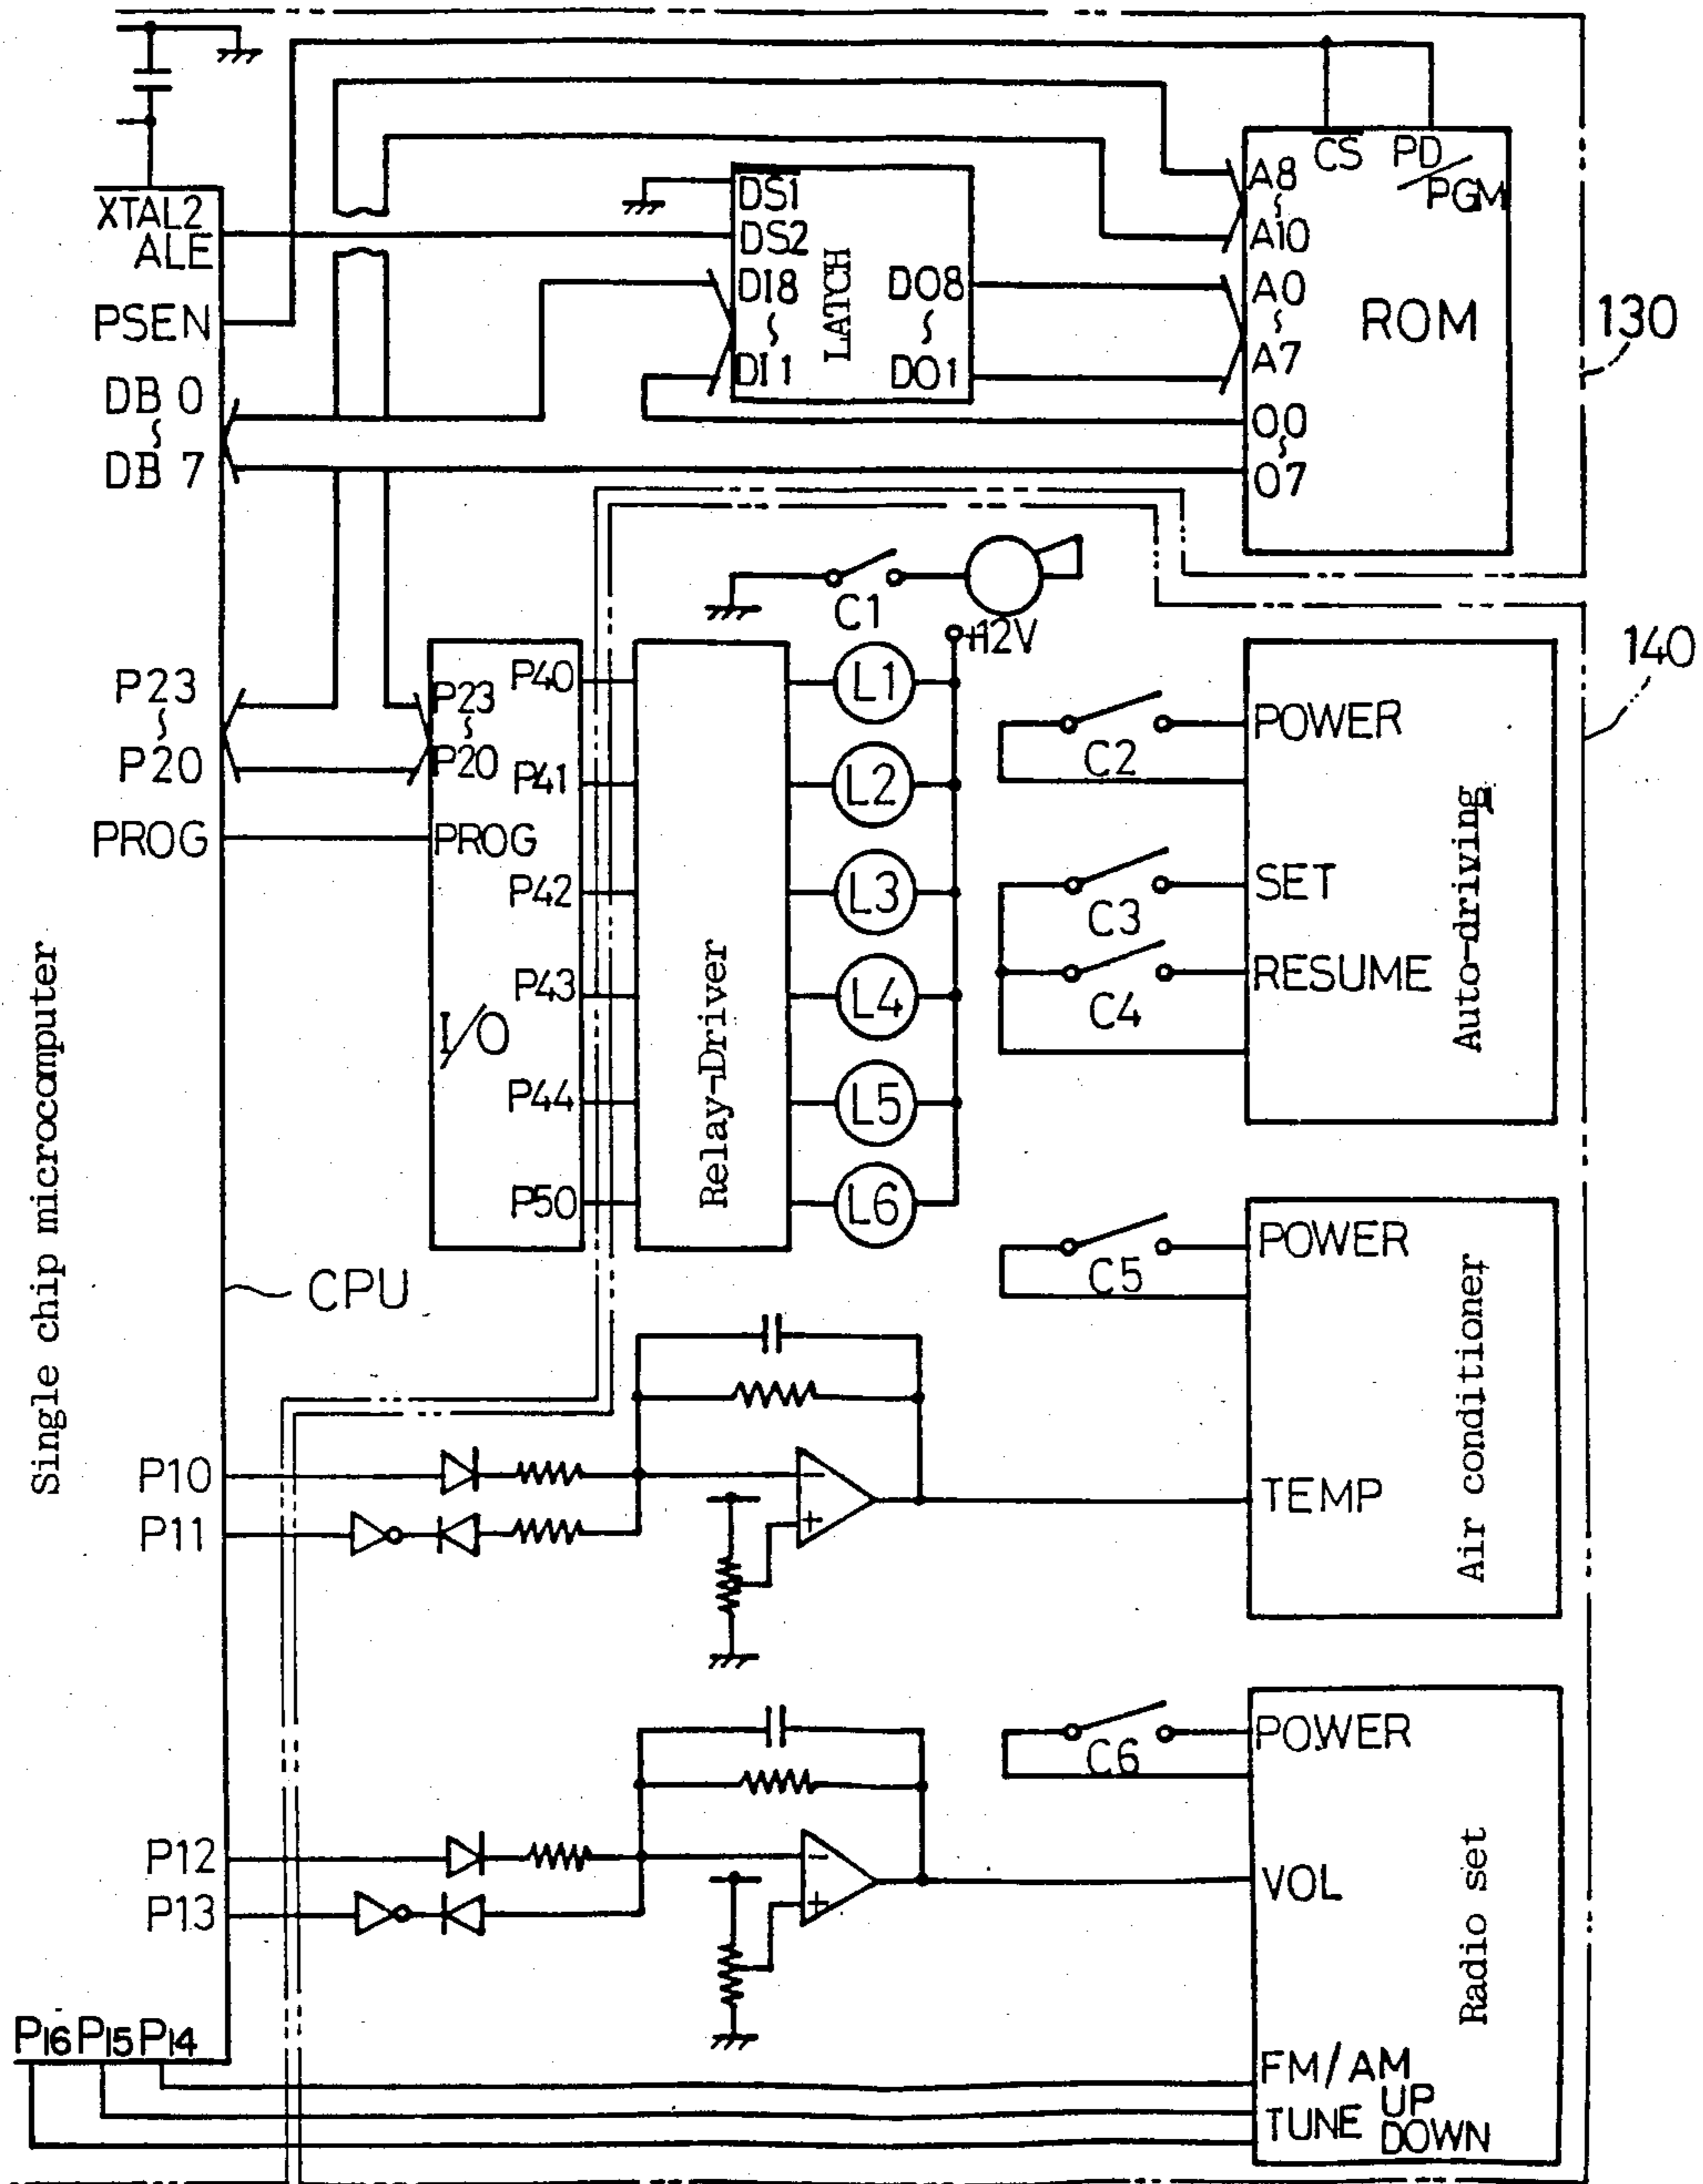 XTAL2
ALE
PSEN
DB 0
DB 7
P23
P20
PROG
Single chip microcomputer
CPU
P10
P11
P12
P13
P16 P15 P14
DS1
DS2
DI8
DI1
LATCH
DO8
DO1
CS
PD/PGM
A8
A10
A0
A7
ROM
O0
O7
130
140
C1
+12V
P23
P20
PROG
I/O
P40
P41
P42
P43
P44
P50
Relay-Driver
L1
L2
L3
L4
L5
L6
C2
C3
C4
POWER
SET
RESUME
Auto-driving
C5
POWER
TEMP
Air conditioner
-
+
C6
POWER
VOL
Radio set
-
+
FM/AM
TUNE UP
DOWN